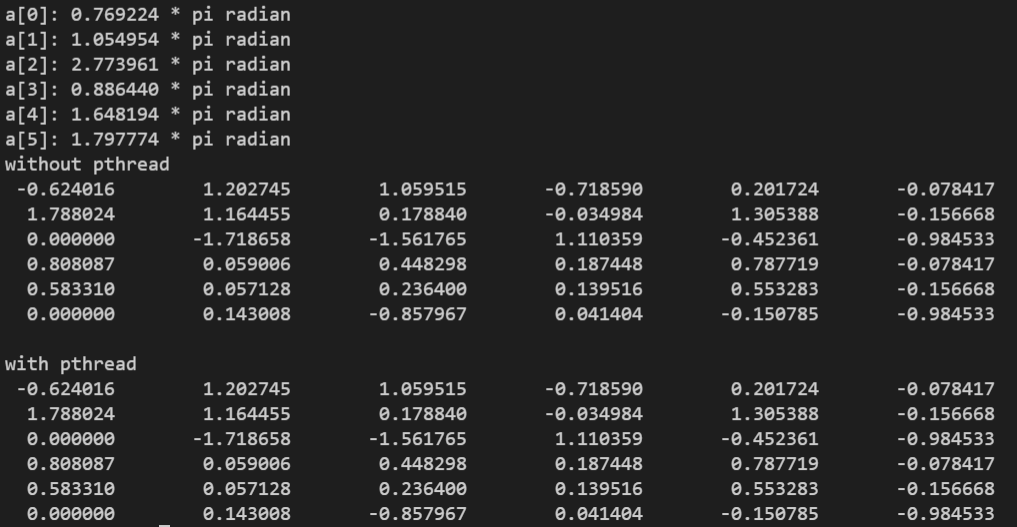 a[0]: 0.769224 * pi radian
a[1]: 1.054954 * pi radian
a[2]: 2.773961 * pi radian
a[3]: 0.886440 * pi radian
a[4]: 1.648194 * pi radian
a[5]: 1.797774 * pi radian
without pthread
-0.624016 1.202745 1.059515 -0.718590 0.201724 -0.078417
1.788024 1.164455 0.178840 -0.034984 1.305388 -0.156668
0.000000 -1.718658 -1.561765 1.110359 -0.452361 -0.984533
0.808087 0.059006 0.448298 0.187448 0.787719 -0.078417
0.583310 0.057128 0.236400 0.139516 0.553283 -0.156668
0.000000 0.143008 -0.857967 0.041404 -0.150785 -0.984533
with pthread
-0.624016 1.202745 1.059515 -0.718590 0.201724 -0.078417
1.788024 1.164455 0.178840 -0.034984 1.305388 -0.156668
0.000000 -1.718658 -1.561765 1.110359 -0.452361 -0.984533
0.808087 0.059006 0.448298 0.187448 0.787719 -0.078417
0.583310 0.057128 0.236400 0.139516 0.553283 -0.156668
0.000000 0.143008 -0.857967 0.041404 -0.150785 -0.984533